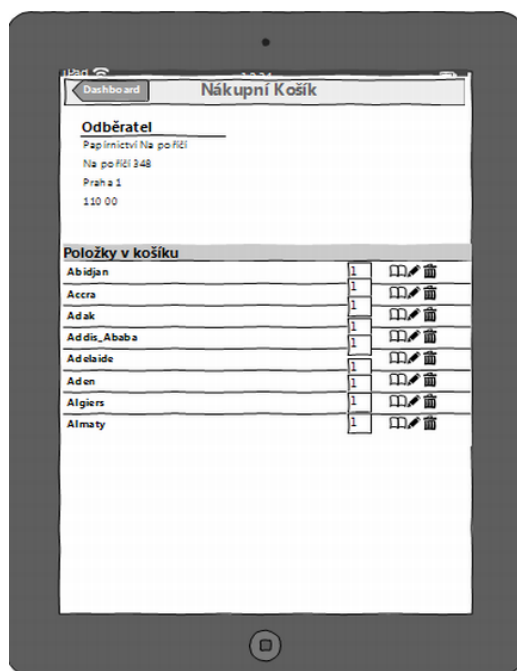 iPad
Dashboard
Nákupní Košík
Odběratel
Papírnictví Na poříčí
Na poříčí 348
Praha 1
110 00
Položky v košíku
Abidjan 1
Accra 1
Adak 1
Addis_Ababa 1
Adelaide 1
Aden 1
Algiers 1
Almaty 1